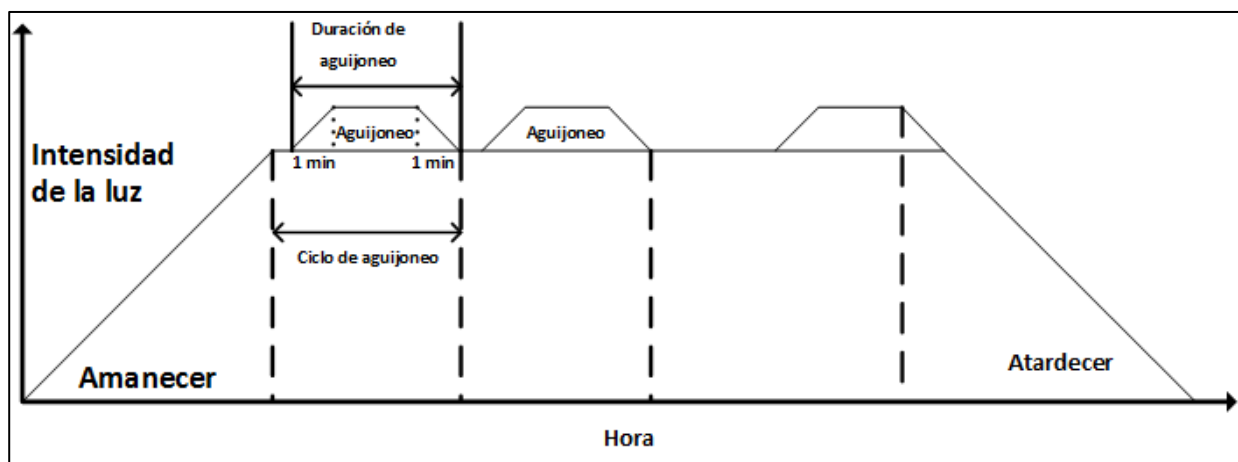 Duración de
aguijoneo
Aguijoneo
Aguijoneo
Intensidad
de la luz
1 min
1 min
Ciclo de aguijoneo
Amanecer
Atardecer
Hora